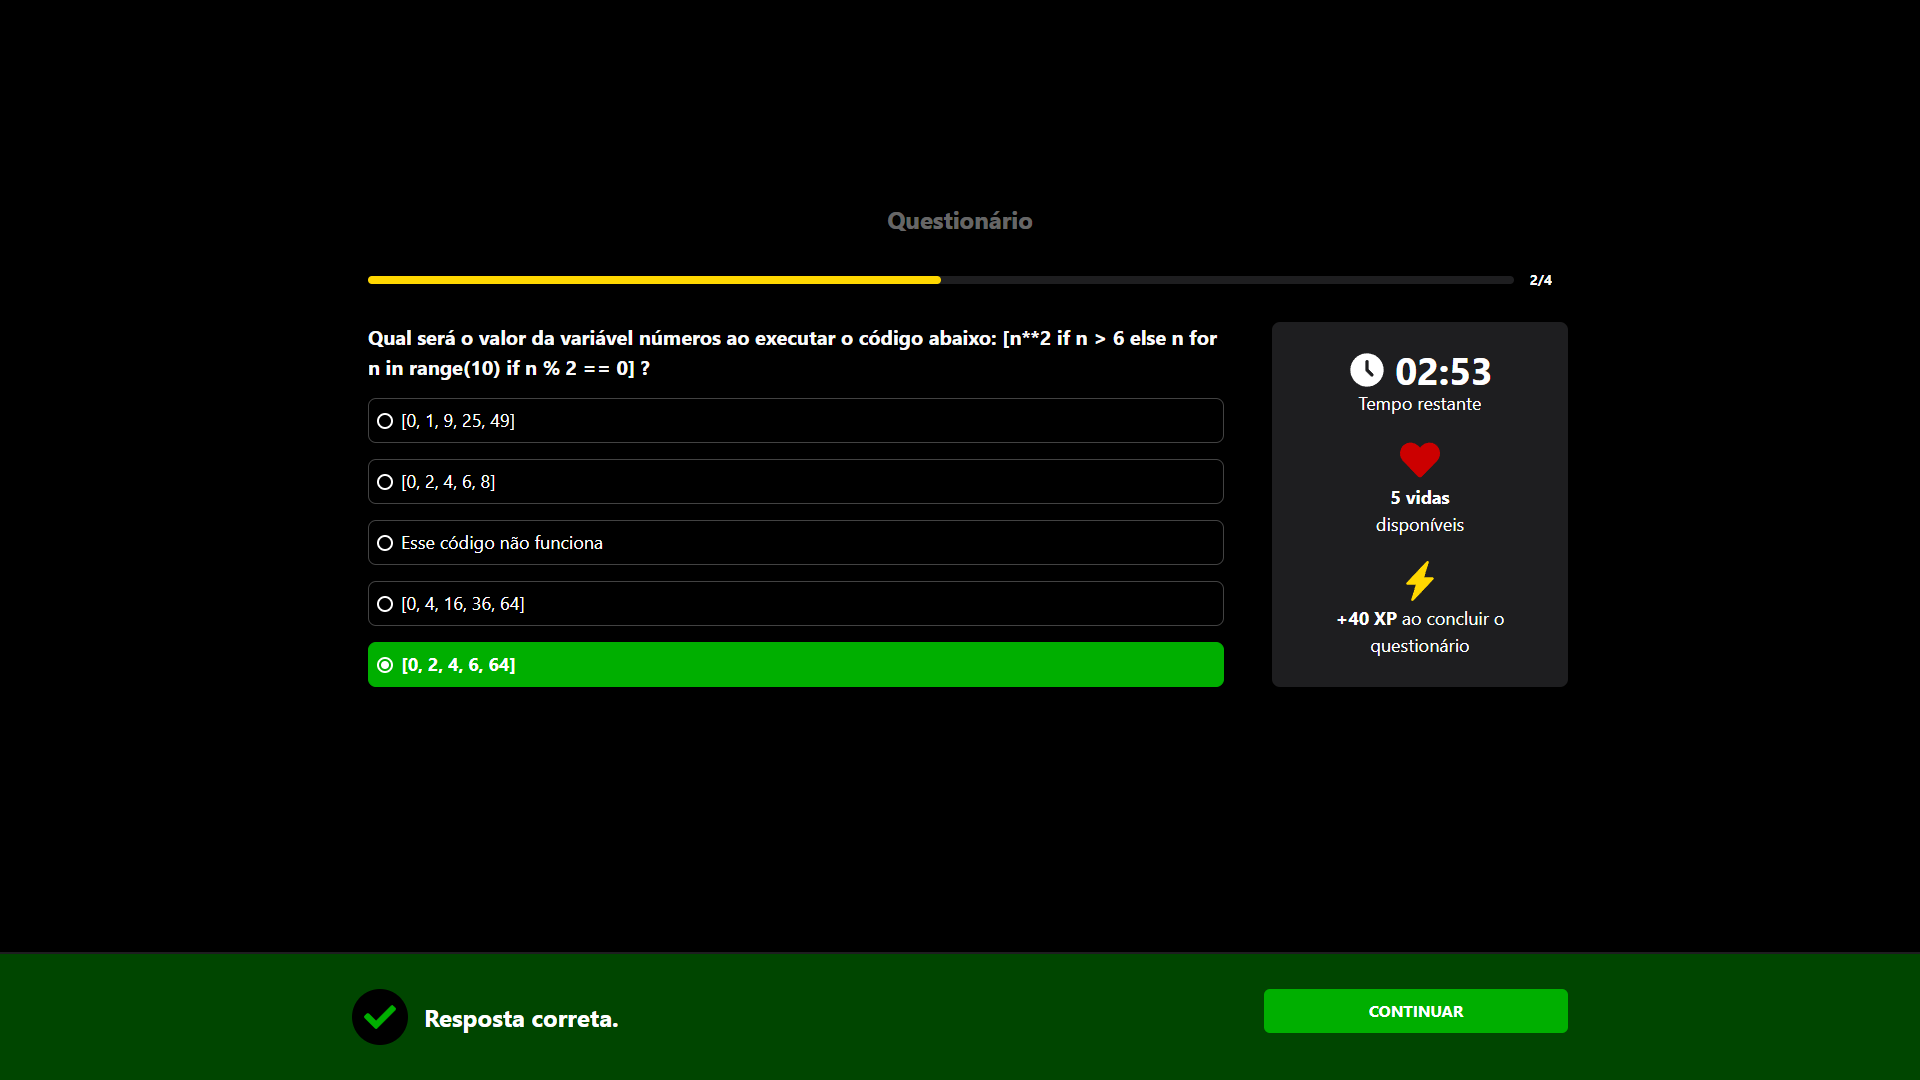 Questionário
2/4
Qual será o valor da variável números ao executar o código abaixo: [n**2 if n > 6 else n for
n in range(10) if n % 2 == 0] ?
[0, 1, 9, 25, 49]
[0, 2, 4, 6, 8]
Esse código não funciona
[0, 4, 16, 36, 64]
[0, 2, 4, 6, 64]
02:53
Tempo restante
5 vidas
disponíveis
+40 XP ao concluir o
questionário
Resposta correta.
CONTINUAR